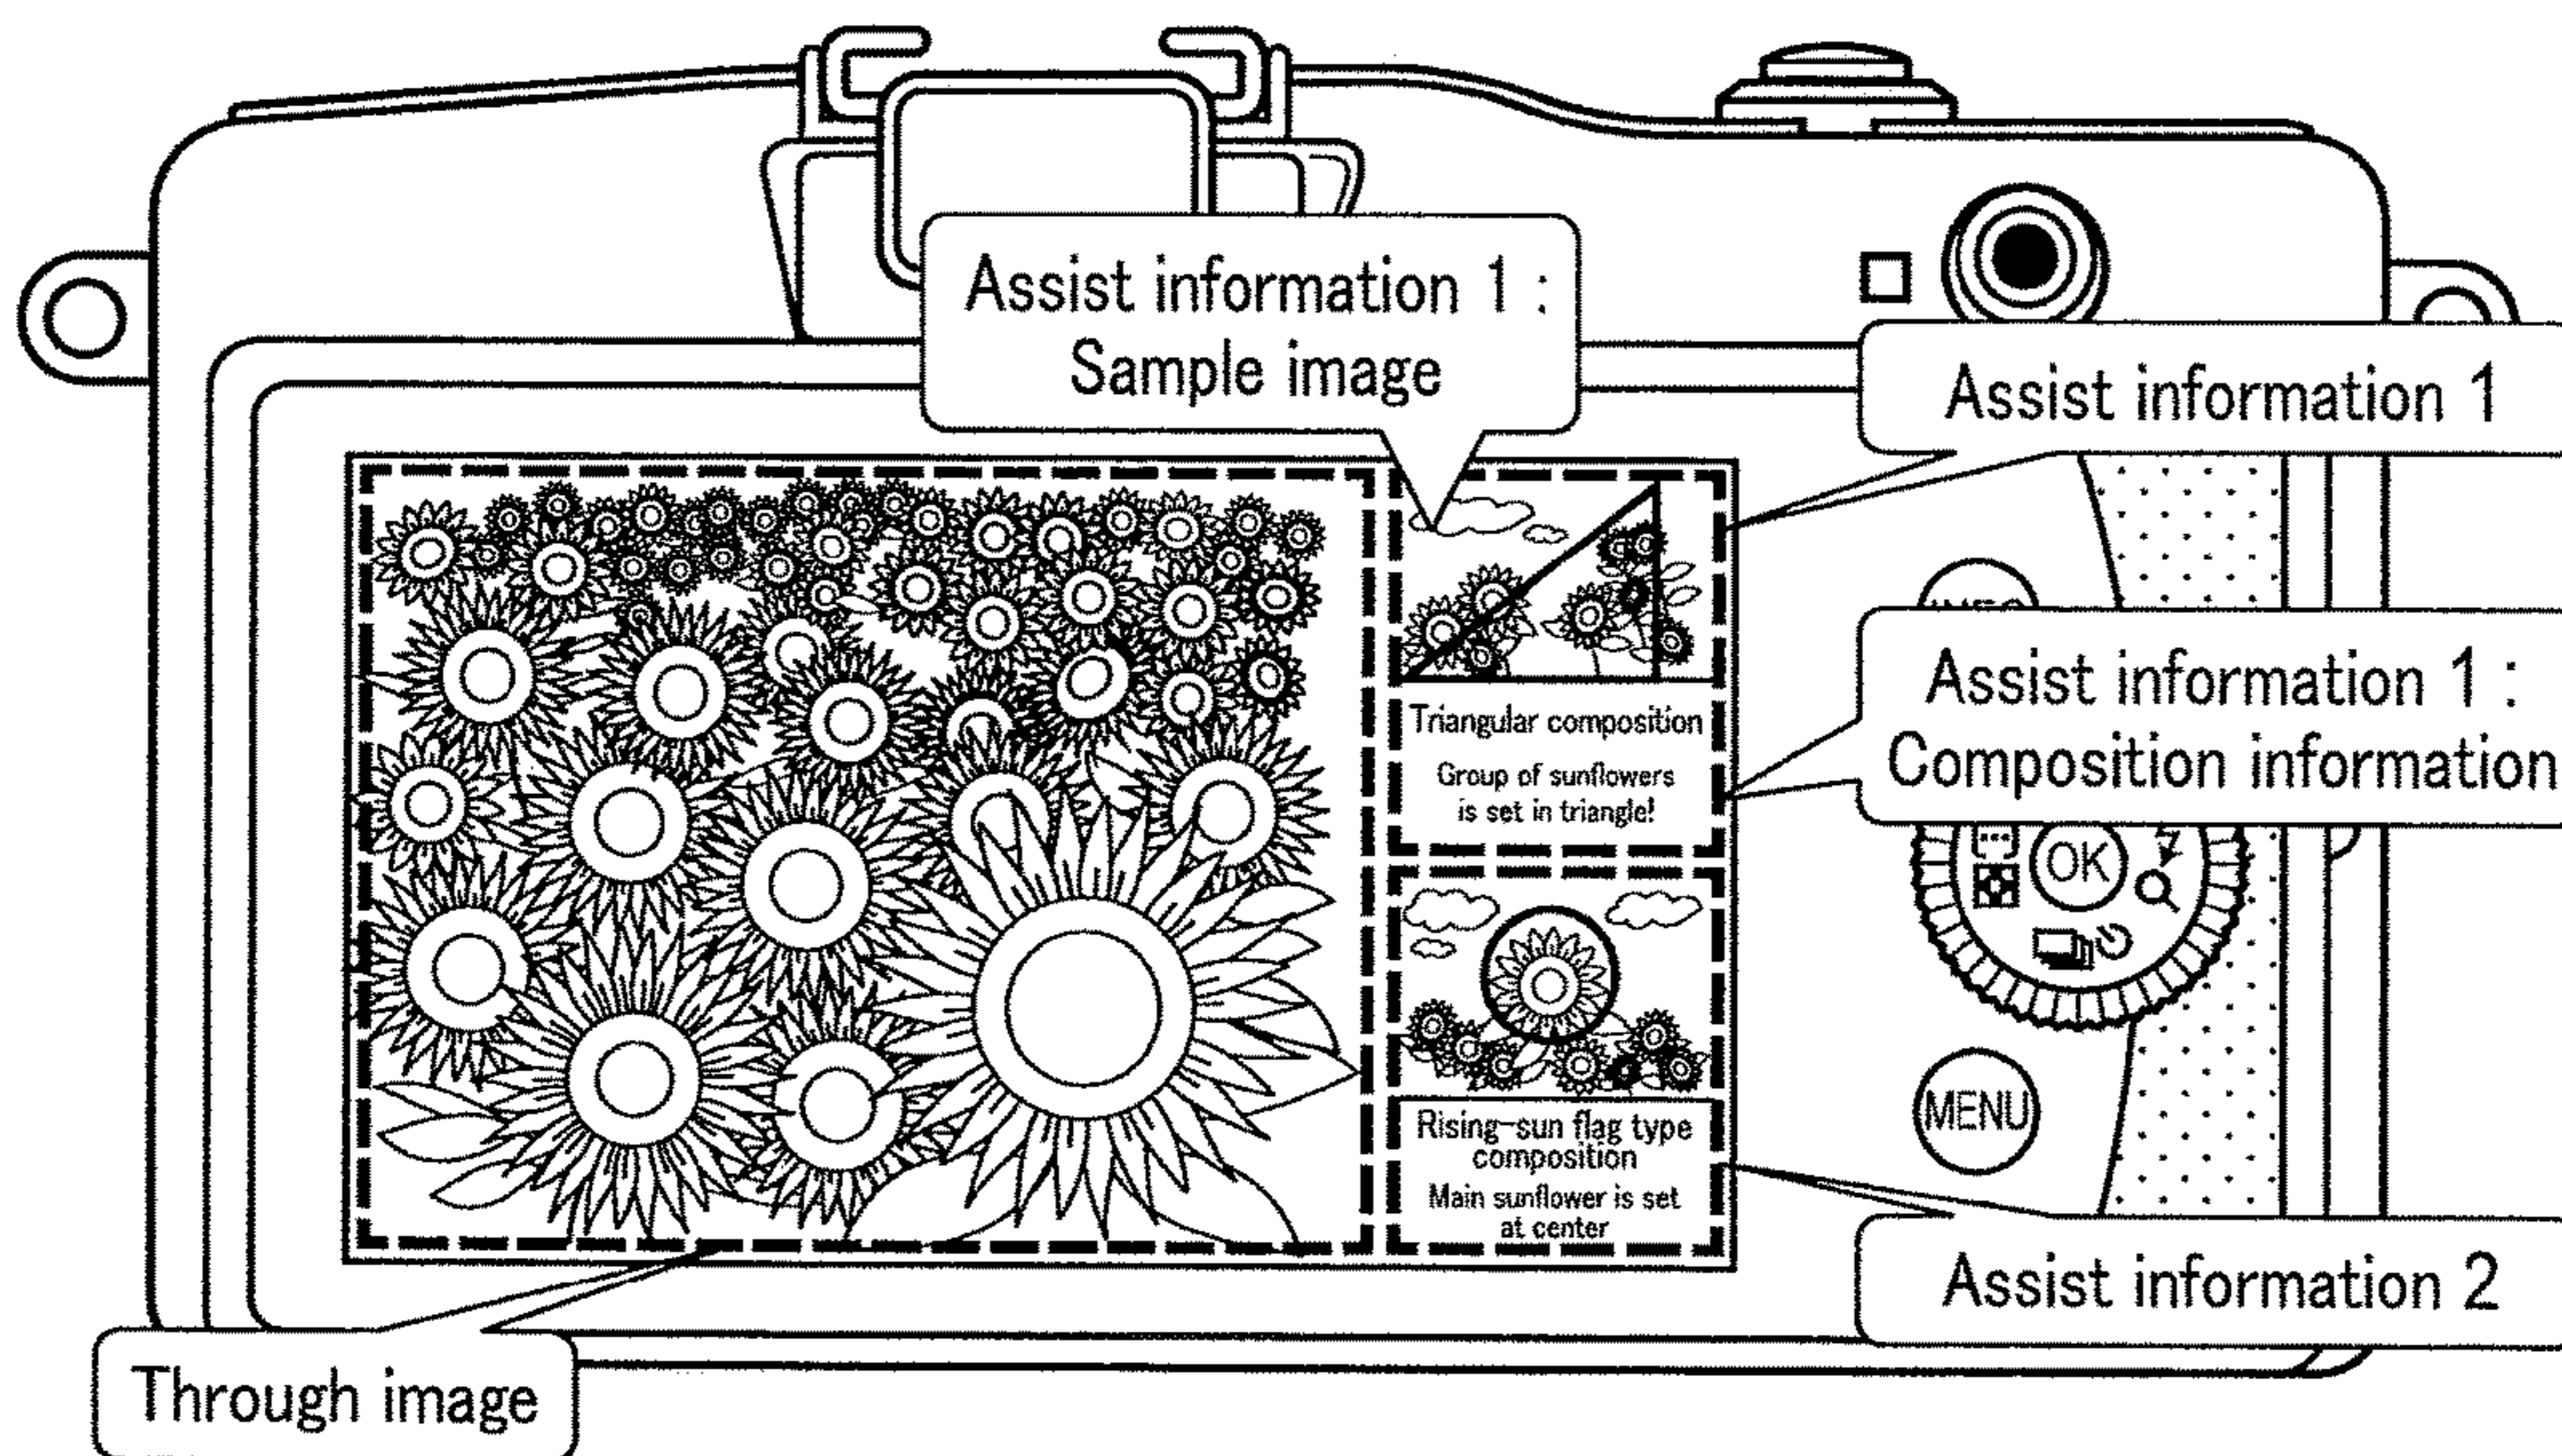 Assist information 1 :
Sample image
Assist information 1
Triangular composition
Group of sunflowers
is set in triangle!
Assist information 1 :
Composition information
OK
MENU
Rising-sun flag type
composition
Main sunflower is set
at center
Assist information 2
Through image